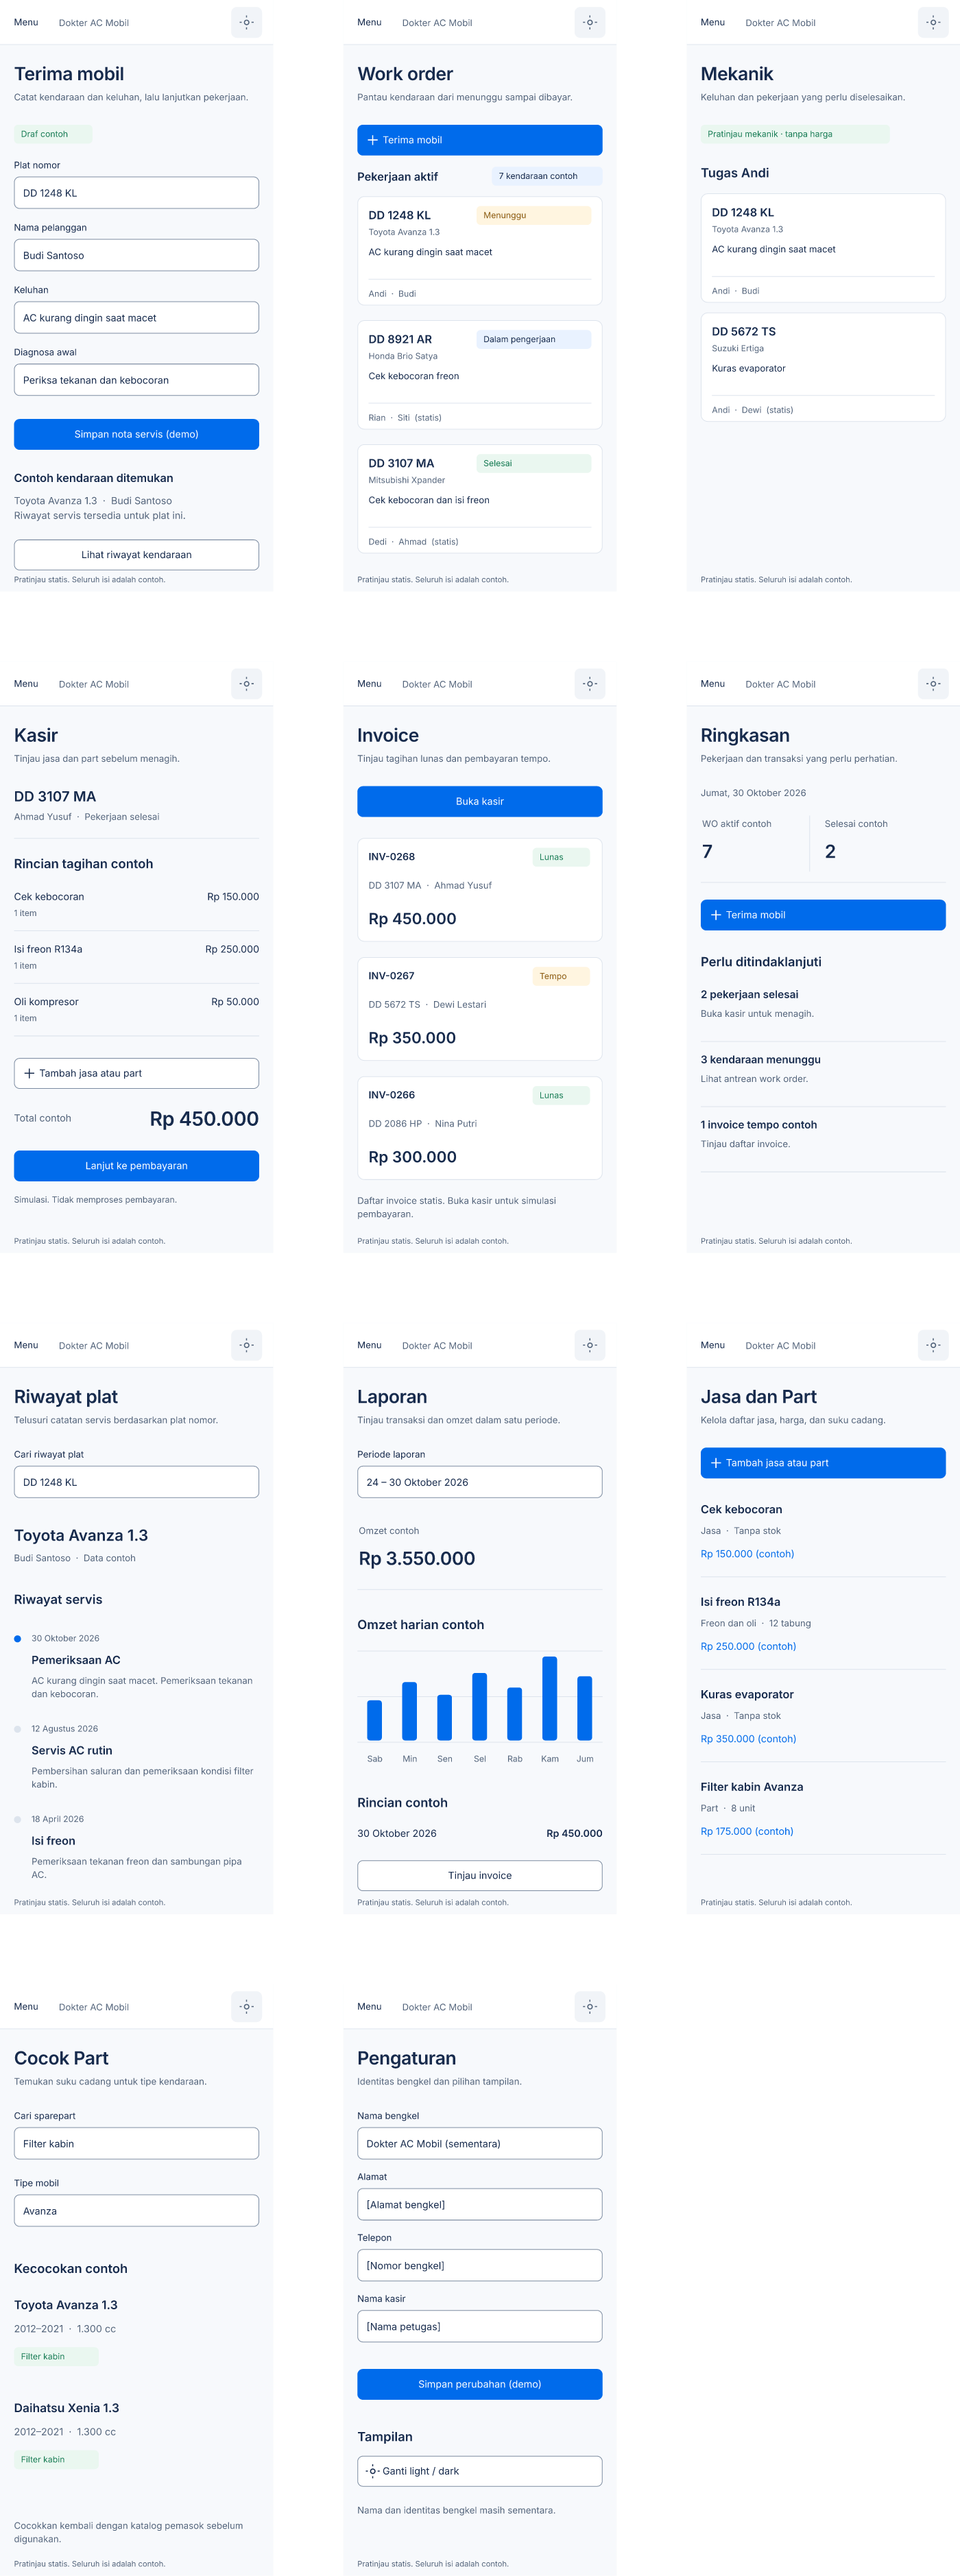 Menu Dokter AC Mobil
Terima mobil
Catat kendaraan dan keluhan, lalu lanjutkan pekerjaan.
Draf contoh
Plat nomor
DD 1248 KL
Nama pelanggan
Budi Santoso
Keluhan
AC kurang dingin saat macet
Diagnosa awal
Periksa tekanan dan kebocoran
Simpan nota servis (demo)
Contoh kendaraan ditemukan
Toyota Avanza 1.3 · Budi Santoso
Riwayat servis tersedia untuk plat ini.
Lihat riwayat kendaraan
Pratinjau statis. Seluruh isi adalah contoh.
Menu Dokter AC Mobil
Work order
Pantau kendaraan dari menunggu sampai dibayar.
+ Terima mobil
Pekerjaan aktif 7 kendaraan contoh
DD 1248 KL Menunggu
Toyota Avanza 1.3
AC kurang dingin saat macet
Andi · Budi
DD 8921 AR Dalam pengerjaan
Honda Brio Satya
Cek kebocoran freon
Rian · Siti (statis)
DD 3107 MA Selesai
Mitsubishi Xpander
Cek kebocoran dan isi freon
Dedi · Ahmad (statis)
Pratinjau statis. Seluruh isi adalah contoh.
Menu Dokter AC Mobil
Mekanik
Keluhan dan pekerjaan yang perlu diselesaikan.
Pratinjau mekanik · tanpa harga
Tugas Andi
DD 1248 KL
Toyota Avanza 1.3
AC kurang dingin saat macet
Andi · Budi
DD 5672 TS
Suzuki Ertiga
Kuras evaporator
Andi · Dewi (statis)
Pratinjau statis. Seluruh isi adalah contoh.
Menu Dokter AC Mobil
Kasir
Tinjau jasa dan part sebelum menagih.
DD 3107 MA
Ahmad Yusuf · Pekerjaan selesai
Rincian tagihan contoh
Cek kebocoran Rp 150.000
1 item
Isi freon R134a Rp 250.000
1 item
Oli kompresor Rp 50.000
1 item
+ Tambah jasa atau part
Total contoh Rp 450.000
Lanjut ke pembayaran
Simulasi. Tidak memproses pembayaran.
Pratinjau statis. Seluruh isi adalah contoh.
Menu Dokter AC Mobil
Invoice
Tinjau tagihan lunas dan pembayaran tempo.
Buka kasir
INV-0268 Lunas
DD 3107 MA · Ahmad Yusuf
Rp 450.000
INV-0267 Tempo
DD 5672 TS · Dewi Lestari
Rp 350.000
INV-0266 Lunas
DD 2086 HP · Nina Putri
Rp 300.000
Daftar invoice statis. Buka kasir untuk simulasi
pembayaran.
Pratinjau statis. Seluruh isi adalah contoh.
Menu Dokter AC Mobil
Ringkasan
Pekerjaan dan transaksi yang perlu perhatian.
Jumat, 30 Oktober 2026
WO aktif contoh Selesai contoh
7 2
+ Terima mobil
Perlu ditindaklanjuti
2 pekerjaan selesai
Buka kasir untuk menagih.
3 kendaraan menunggu
Lihat antrean work order.
1 invoice tempo contoh
Tinjau daftar invoice.
Pratinjau statis. Seluruh isi adalah contoh.
Menu Dokter AC Mobil
Riwayat plat
Telusuri catatan servis berdasarkan plat nomor.
Cari riwayat plat
DD 1248 KL
Toyota Avanza 1.3
Budi Santoso · Data contoh
Riwayat servis
30 Oktober 2026
Pemeriksaan AC
AC kurang dingin saat macet. Pemeriksaan tekanan
dan kebocoran.
12 Agustus 2026
Servis AC rutin
Pembersihan saluran dan pemeriksaan kondisi filter
kabin.
18 April 2026
Isi freon
Pemeriksaan tekanan freon dan sambungan pipa
AC.
Pratinjau statis. Seluruh isi adalah contoh.
Menu Dokter AC Mobil
Laporan
Tinjau transaksi dan omzet dalam satu periode.
Periode laporan
24 – 30 Oktober 2026
Omzet contoh
Rp 3.550.000
Omzet harian contoh
Sab Min Sen Sel Rab Kam Jum
Rincian contoh
30 Oktober 2026 Rp 450.000
Tinjau invoice
Pratinjau statis. Seluruh isi adalah contoh.
Menu Dokter AC Mobil
Jasa dan Part
Kelola daftar jasa, harga, dan suku cadang.
+ Tambah jasa atau part
Cek kebocoran
Jasa · Tanpa stok
Rp 150.000 (contoh)
Isi freon R134a
Freon dan oli · 12 tabung
Rp 250.000 (contoh)
Kuras evaporator
Jasa · Tanpa stok
Rp 350.000 (contoh)
Filter kabin Avanza
Part · 8 unit
Rp 175.000 (contoh)
Pratinjau statis. Seluruh isi adalah contoh.
Menu Dokter AC Mobil
Cocok Part
Temukan suku cadang untuk tipe kendaraan.
Cari sparepart
Filter kabin
Tipe mobil
Avanza
Kecocokan contoh
Toyota Avanza 1.3
2012–2021 · 1.300 cc
Filter kabin
Daihatsu Xenia 1.3
2012–2021 · 1.300 cc
Filter kabin
Cocokkan kembali dengan katalog pemasok sebelum
digunakan.
Pratinjau statis. Seluruh isi adalah contoh.
Menu Dokter AC Mobil
Pengaturan
Identitas bengkel dan pilihan tampilan.
Nama bengkel
Dokter AC Mobil (sementara)
Alamat
[Alamat bengkel]
Telepon
[Nomor bengkel]
Nama kasir
[Nama petugas]
Simpan perubahan (demo)
Tampilan
Ganti light / dark
Nama dan identitas bengkel masih sementara.
Pratinjau statis. Seluruh isi adalah contoh.